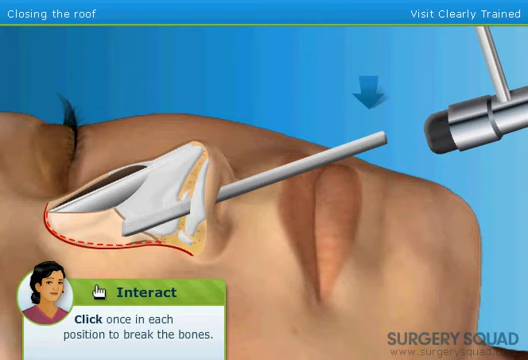 Closing the roof
Visit Clearly Trained
Interact
Click once in each
position to break the bones.
SURGERY SQUAD
www.surgerysquad.com